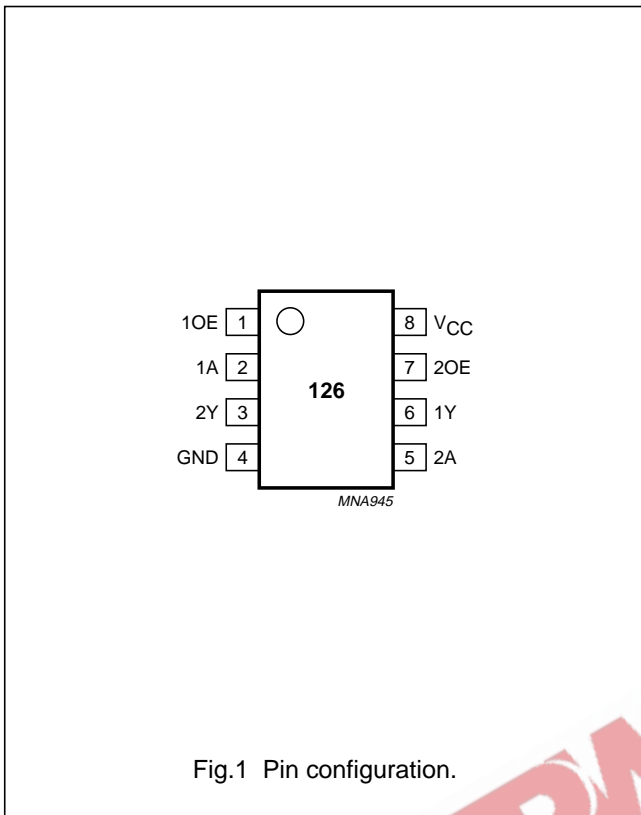 1OE 1 8 VCC
1A 2 7 2OE
126
2Y 3 6 1Y
GND 4 5 2A
MNA945
Fig.1 Pin configuration.